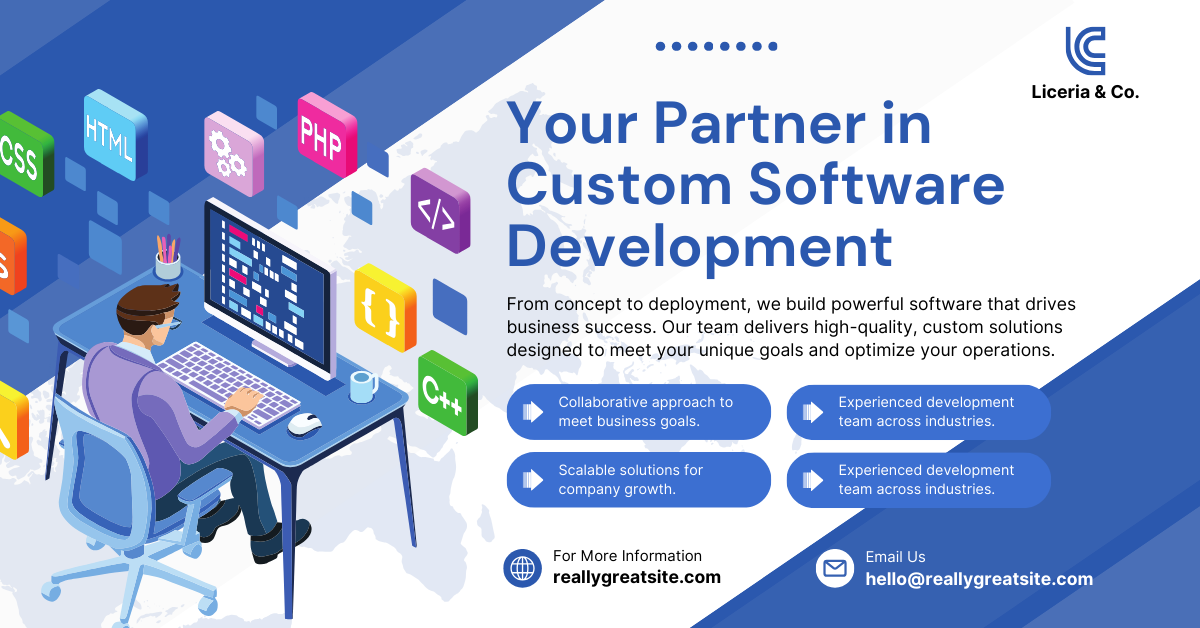 Liceria & Co.
Your Partner in
Custom Software
Development
From concept to deployment, we build powerful software that drives
business success. Our team delivers high-quality, custom solutions
designed to meet your unique goals and optimize your operations.
Collaborative approach to
meet business goals.
Experienced development
team across industries.
Scalable solutions for
company growth.
Experienced development
team across industries.
For More Information
reallygreatsite.com
Email Us
hello@reallygreatsite.com
CSS
HTML
PHP
</>
S
{ }
C++